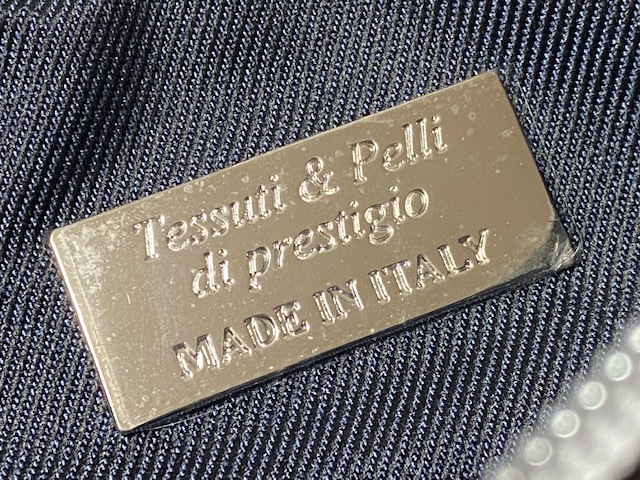 Tessuti & Pelli
di prestigio
MADE IN ITALY